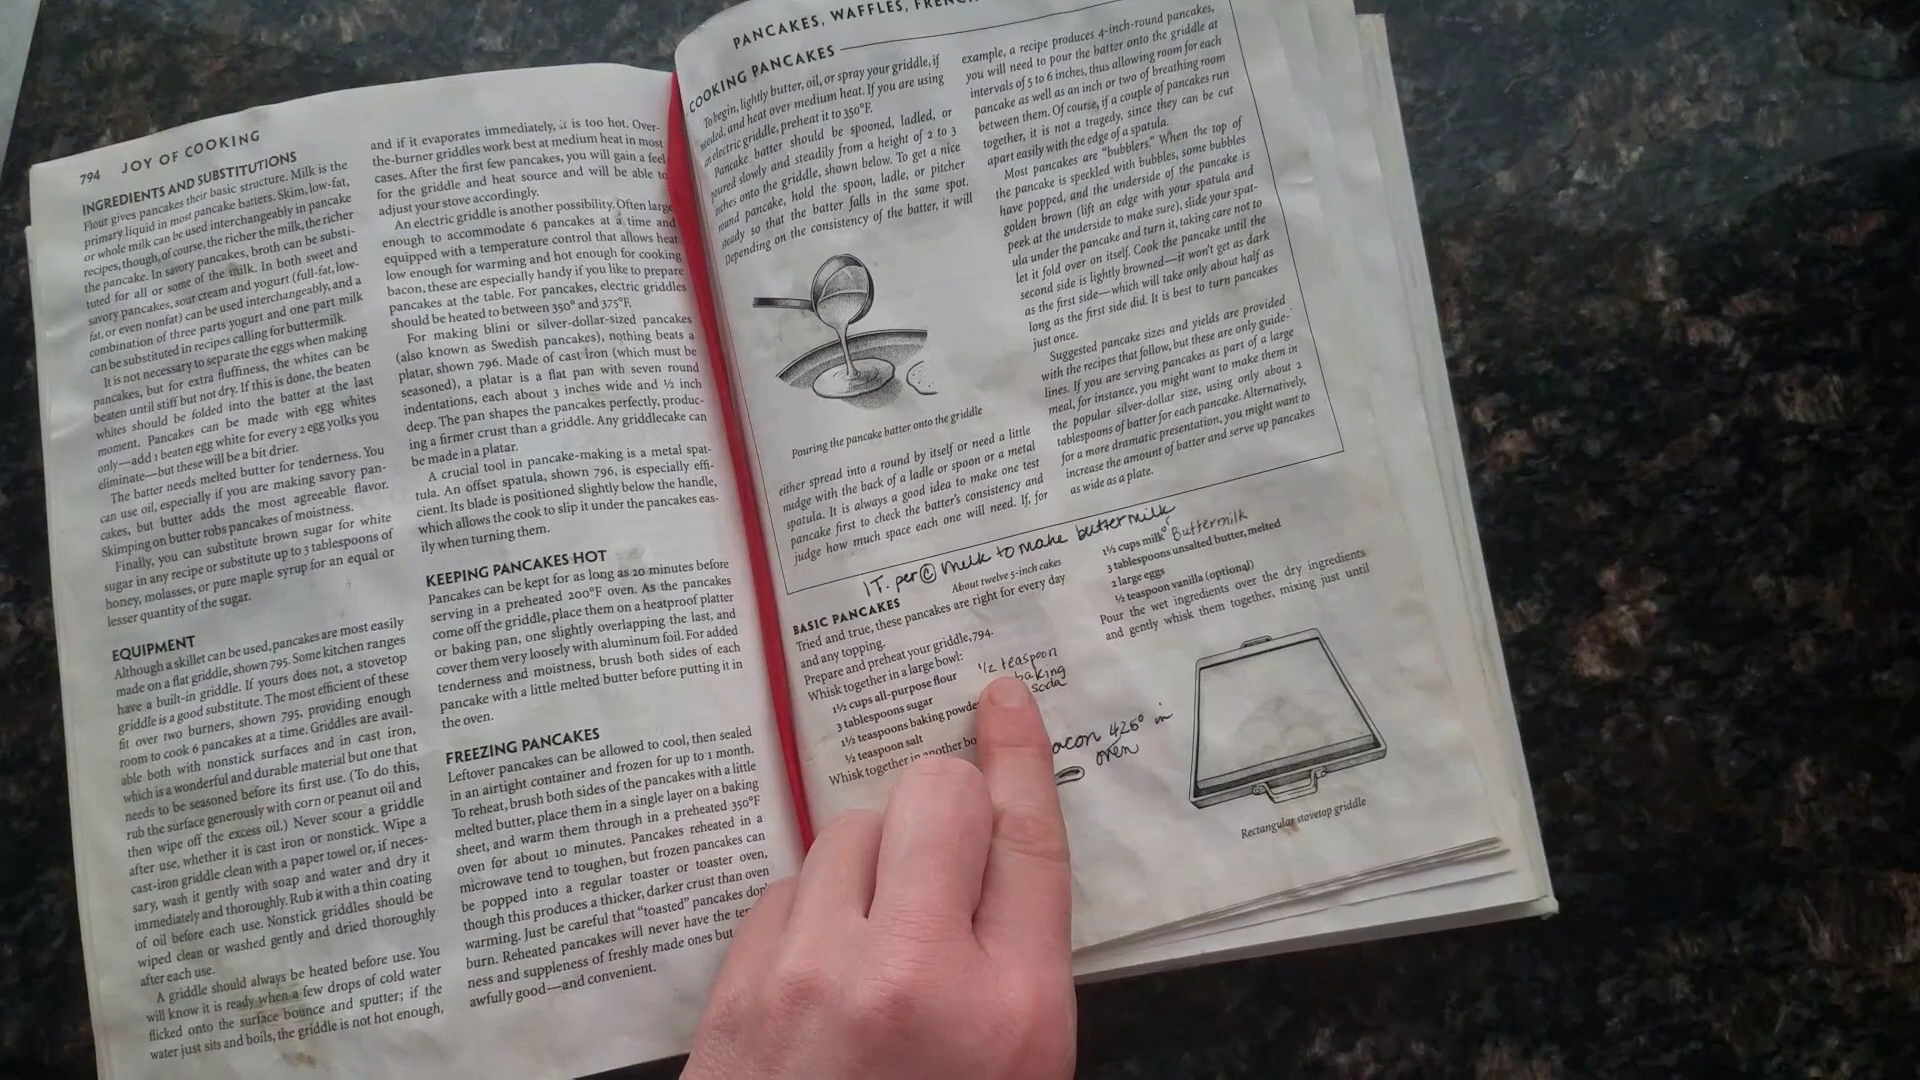 794 JOY OF COOKING
INGREDIENTS AND SUBSTITUTIONS
Flour gives pancakes their basic structure. Milk is the
primary liquid in most pancake batters. Skim, low-fat,
or whole milk can be used interchangeably in pancake
recipes, though, of course, the richer the milk, the richer
the pancake. In savory pancakes, broth can be substi-
tuted for all or some of the milk. In both sweet and
savory pancakes, sour cream and yogurt (full-fat, low-
fat, or even nonfat) can be used interchangeably, and a
combination of three parts yogurt and one part milk
can be substituted in recipes calling for buttermilk.
It is not necessary to separate the eggs when making
pancakes, but for extra fluffiness, the whites can be
beaten until stiff but not dry. If this is done, the beaten
whites should be folded into the batter at the last
moment. Pancakes can be made with egg whites
only—add 1 beaten egg white for every 2 egg yolks you
eliminate—but these will be a bit drier.
The batter needs melted butter for tenderness. You
can use oil, especially if you are making savory pan-
cakes, but butter adds the most agreeable flavor.
Skimping on butter robs pancakes of moistness.
Finally, you can substitute brown sugar for white
sugar in any recipe or substitute up to 3 tablespoons of
honey, molasses, or pure maple syrup for an equal or
lesser quantity of the sugar.
EQUIPMENT
Although a skillet can be used, pancakes are most easily
made on a flat griddle, shown 795. Some kitchen ranges
have a built-in griddle. If yours does not, a stovetop
griddle is a good substitute. The most efficient of these
fit over two burners, shown 795, providing enough
room to cook 6 pancakes at a time. Griddles are avail-
able both with nonstick surfaces and in cast iron,
which is a wonderful and durable material but one that
needs to be seasoned before its first use. (To do this,
rub the surface generously with corn or peanut oil and
then wipe off the excess oil.) Never scour a griddle
after use, whether it is cast iron or nonstick. Wipe a
cast-iron griddle clean with a paper towel or, if neces-
sary, wash it gently with soap and water and dry it
immediately and thoroughly. Rub it with a thin coating
of oil before each use. Nonstick griddles should be
wiped clean or washed gently and dried thoroughly
after each use.
A griddle should always be heated before use. You
will know it is ready when a few drops of cold water
flicked onto the surface bounce and sputter; if the
water just sits and boils, the griddle is not hot enough,
and if it evaporates immediately, it is too hot. Over-
the-burner griddles work best at medium heat in most
cases. After the first few pancakes, you will gain a feel
for the griddle and heat source and will be able to
adjust your stove accordingly.
An electric griddle is another possibility. Often large
enough to accommodate 6 pancakes at a time and
equipped with a temperature control that allows heat
low enough for warming and hot enough for cooking
bacon, these are especially handy if you like to prepare
pancakes at the table. For pancakes, electric griddles
should be heated to between 350° and 375°F.
For making blini or silver-dollar-sized pancakes
(also known as Swedish pancakes), nothing beats a
platar, shown 796. Made of cast iron (which must be
seasoned), a platar is a flat pan with seven round
indentations, each about 3 inches wide and ½ inch
deep. The pan shapes the pancakes perfectly, produc-
ing a firmer crust than a griddle. Any griddlecake can
be made in a platar.
A crucial tool in pancake-making is a metal spat-
tula. An offset spatula, shown 796, is especially effi-
cient. Its blade is positioned slightly below the handle,
which allows the cook to slip it under the pancakes eas-
ily when turning them.
KEEPING PANCAKES HOT
Pancakes can be kept for as long as 20 minutes before
serving in a preheated 200°F oven. As the pancakes
come off the griddle, place them on a heatproof platter
or baking pan, one slightly overlapping the last, and
cover them very loosely with aluminum foil. For added
tenderness and moistness, brush both sides of each
pancake with a little melted butter before putting it in
the oven.
FREEZING PANCAKES
Leftover pancakes can be allowed to cool, then sealed
in an airtight container and frozen for up to 1 month.
To reheat, brush both sides of the pancakes with a little
melted butter, place them in a single layer on a baking
sheet, and warm them through in a preheated 350°F
oven for about 10 minutes. Pancakes reheated in a
microwave tend to toughen, but frozen pancakes can
be popped into a regular toaster or toaster oven,
though this produces a thicker, darker crust than oven
warming. Just be careful that "toasted" pancakes don'
burn. Reheated pancakes will never have the ten
ness and suppleness of freshly made ones but
awfully good—and convenient.
PANCAKES, WAFFLES,
COOKING PANCAKES
To begin, lightly butter, oil, or spray your griddle, if
needed, and heat over medium heat. If you are using
an electric griddle, preheat it to 350°F.
Pancake batter should be spooned, ladled, or
poured slowly and steadily from a height of 2 to 3
inches onto the griddle, shown below. To get a nice
round pancake, hold the spoon, ladle, or pitcher
steady so that the batter falls in the same spot.
Depending on the consistency of the batter, it will
Pouring the pancake batter onto the griddle
either spread into a round by itself or need a little
nudge with the back of a ladle or spoon or a metal
spatula. It is always a good idea to make one test
pancake first to check the batter's consistency and
judge how much space each one will need. If, for
example, a recipe produces 4-inch-round pancakes,
you will need to pour the batter onto the griddle at
intervals of 5 to 6 inches, thus allowing room for each
pancake as well as an inch or two of breathing room
between them. Of course, if a couple of pancakes run
together, it is not a tragedy, since they can be cut
apart easily with the edge of a spatula.
Most pancakes are "bubblers." When the top of
the pancake is speckled with bubbles, some bubbles
have popped, and the underside of the pancake is
golden brown (lift an edge with your spatula and
peek at the underside to make sure), slide your spat-
ula under the pancake and turn it, taking care not to
let it fold over on itself. Cook the pancake until the
second side is lightly browned—it won't get as dark
as the first side—which will take only about half as
long as the first side did. It is best to turn pancakes
just once.
Suggested pancake sizes and yields are provided
with the recipes that follow, but these are only guide-
lines. If you are serving pancakes as part of a large
meal, for instance, you might want to make them in
the popular silver-dollar size, using only about 2
tablespoons of batter for each pancake. Alternatively,
for a more dramatic presentation, you might want to
increase the amount of batter and serve up pancakes
as wide as a plate.
1T. per © milk to make buttermilk
BASIC PANCAKES About twelve 5-inch cakes
Tried and true, these pancakes are right for every day
and any topping.
Prepare and preheat your griddle, 794.
Whisk together in a large bowl:
1½ cups all-purpose flour
3 tablespoons sugar
1½ teaspoons baking powde
½ teaspoon salt
Whisk together in another bo
½ teaspoon
baking
soda
1½ cups milk or Buttermilk
3 tablespoons unsalted butter, melted
2 large eggs
½ teaspoon vanilla (optional)
Pour the wet ingredients over the dry ingredients
and gently whisk them together, mixing just until
acon 425° in
oven
Rectangular stovetop griddle